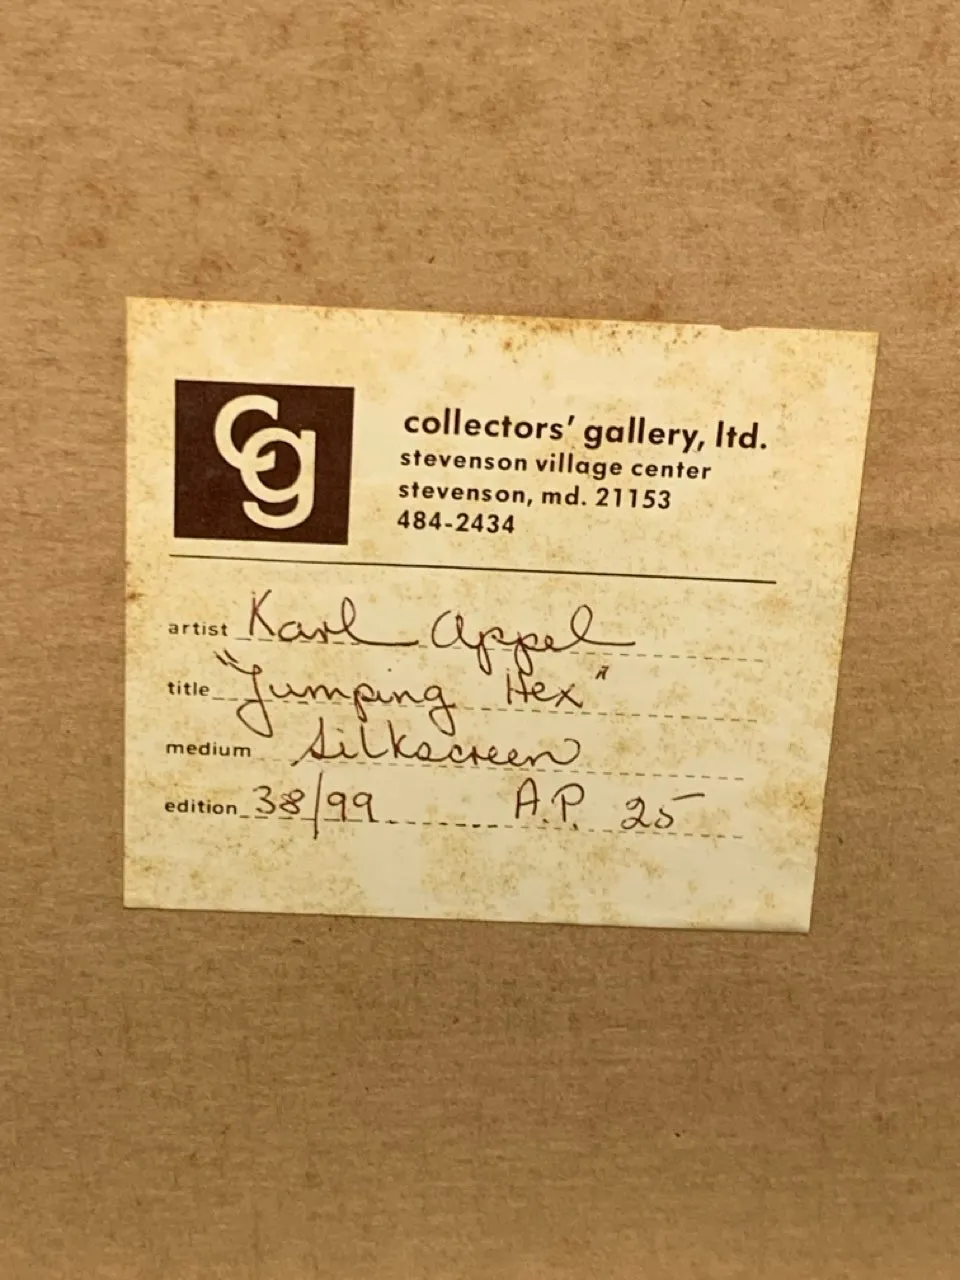 cg
collectors' gallery, ltd.
stevenson village center
stevenson, md. 21153
484-2434
artist Karl Appel
title "Jumping Hex"
medium Silkscreen
edition 38/99 A.P. 25